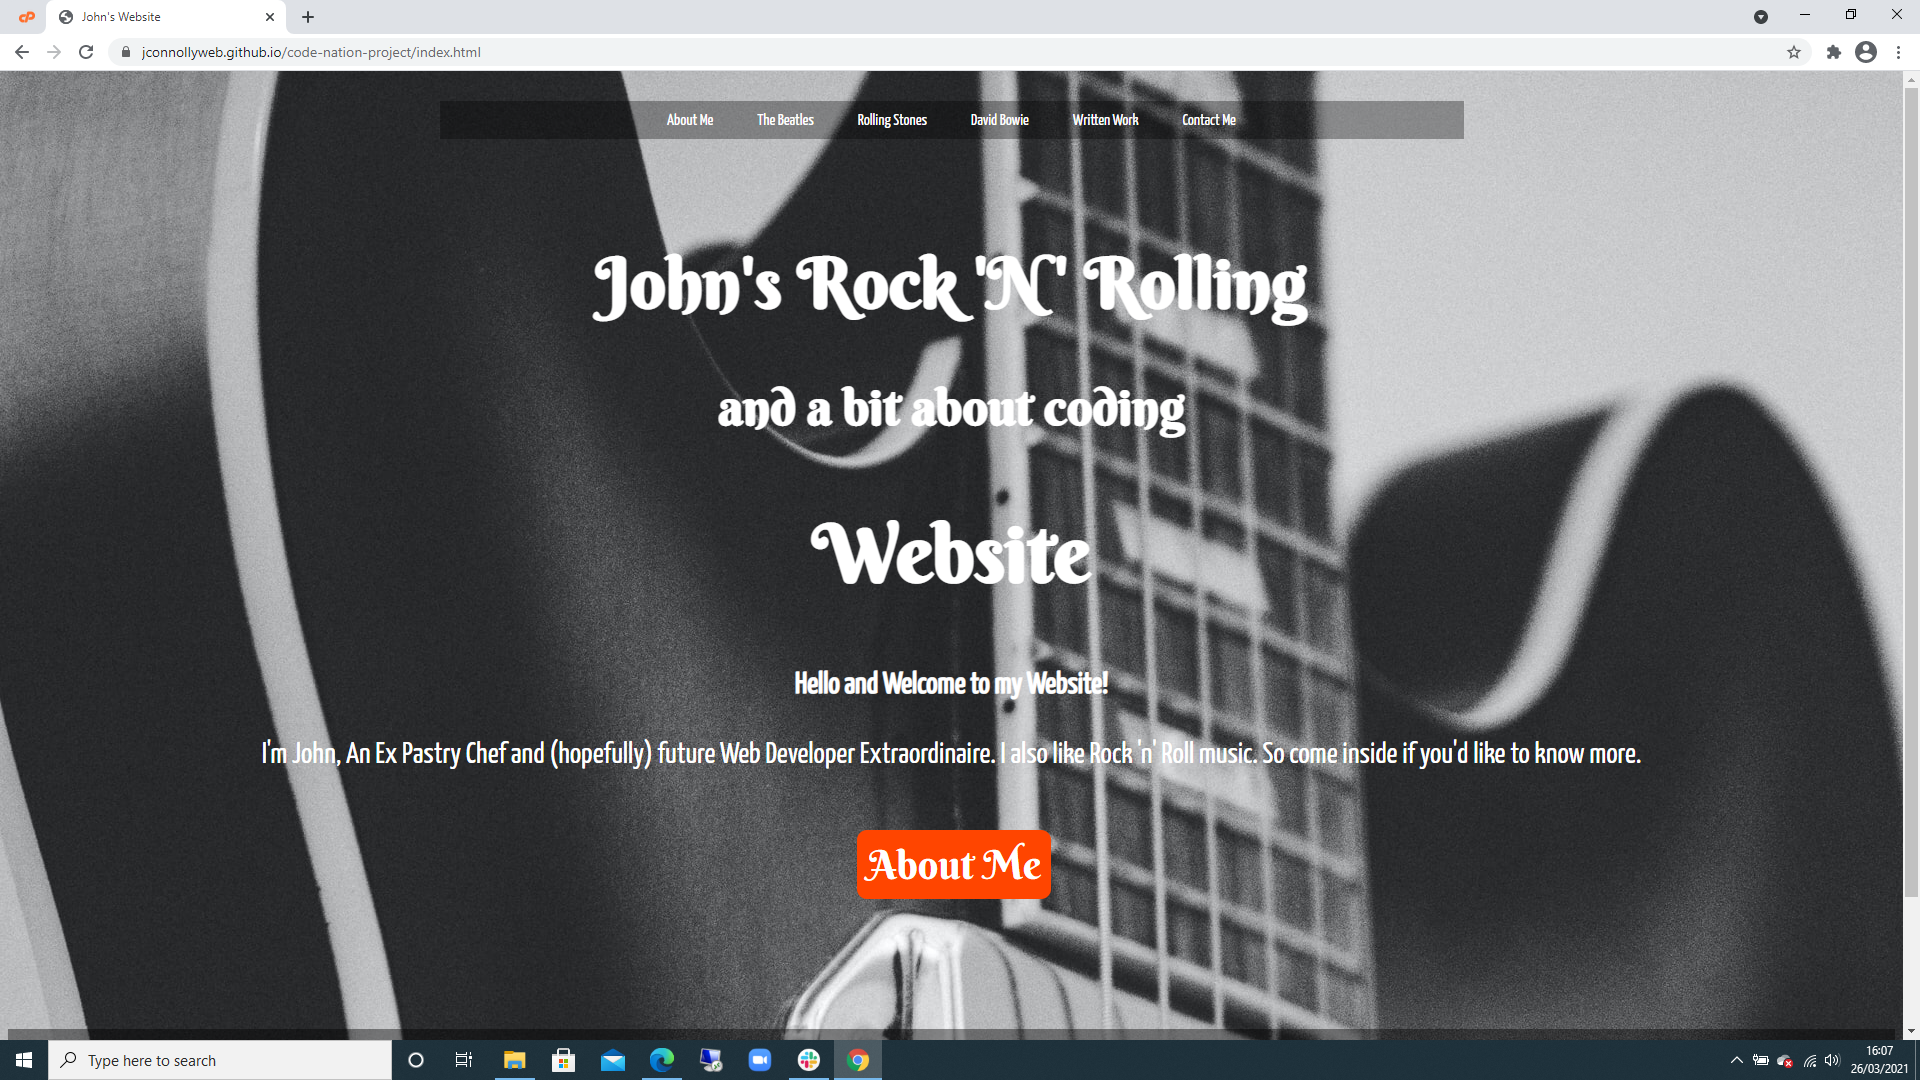 John's Website
jconnollyweb.github.io/code-nation-project/index.html
About Me The Beatles Rolling Stones David Bowie Written Work Contact Me
John's Rock 'N' Rolling
and a bit about coding
Website
Hello and Welcome to my Website!
I'm John, An Ex Pastry Chef and (hopefully) future Web Developer Extraordinaire. I also like Rock 'n' Roll music. So come inside if you'd like to know more.
About Me
Type here to search
16:07
26/03/2021